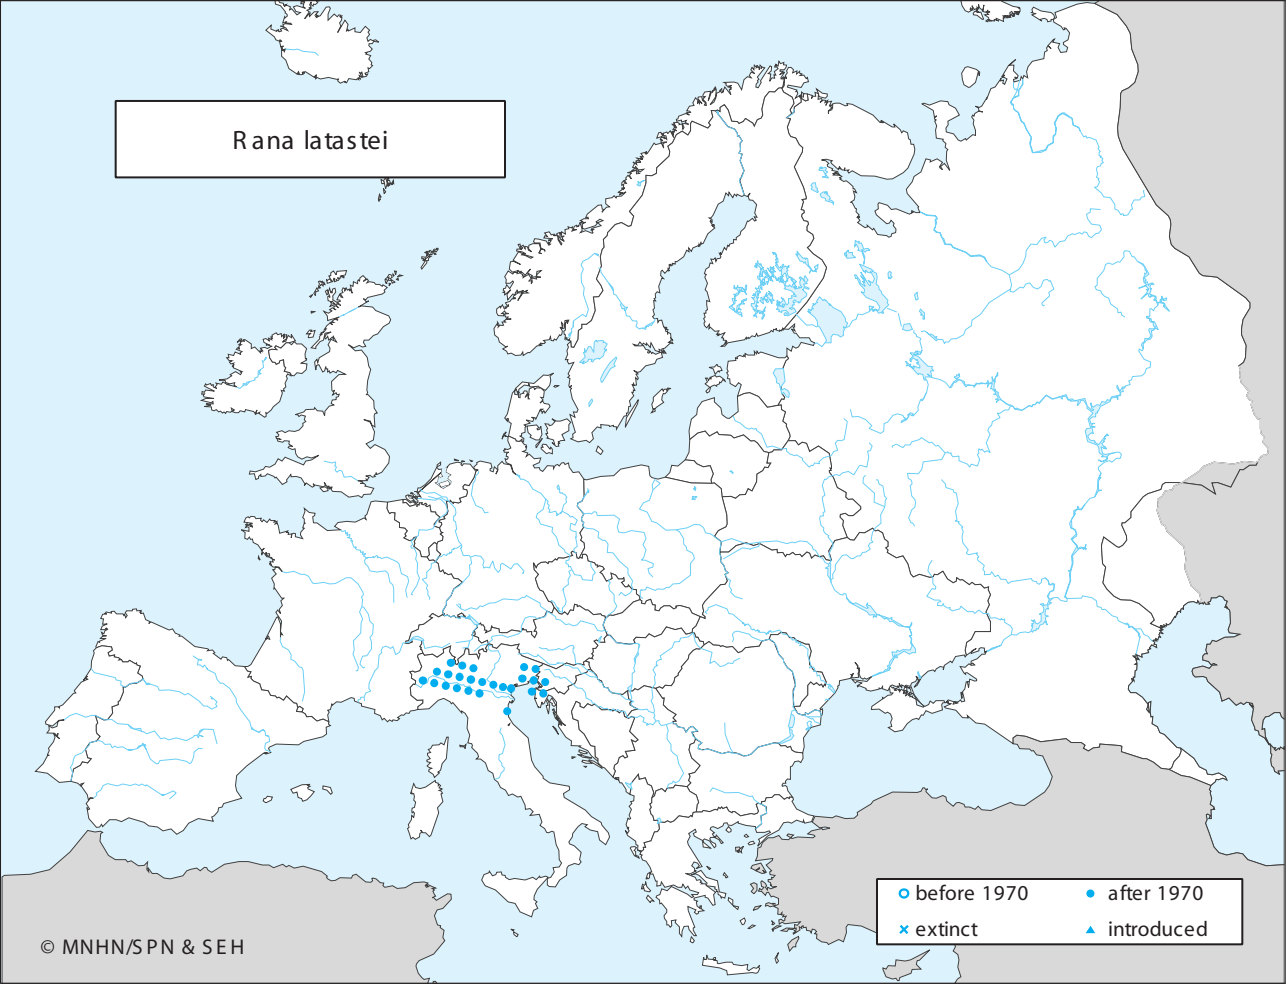 Rana latastei
before 1970
after 1970
extinct
introduced
© MNHN/SPN & SEH